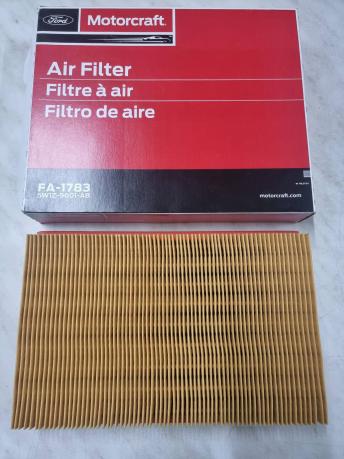 Ford
Motorcraft
Air Filter
Filtre à air
Filtro de aire
FA-1783
5W1Z-9601-AB
motorcraft.com